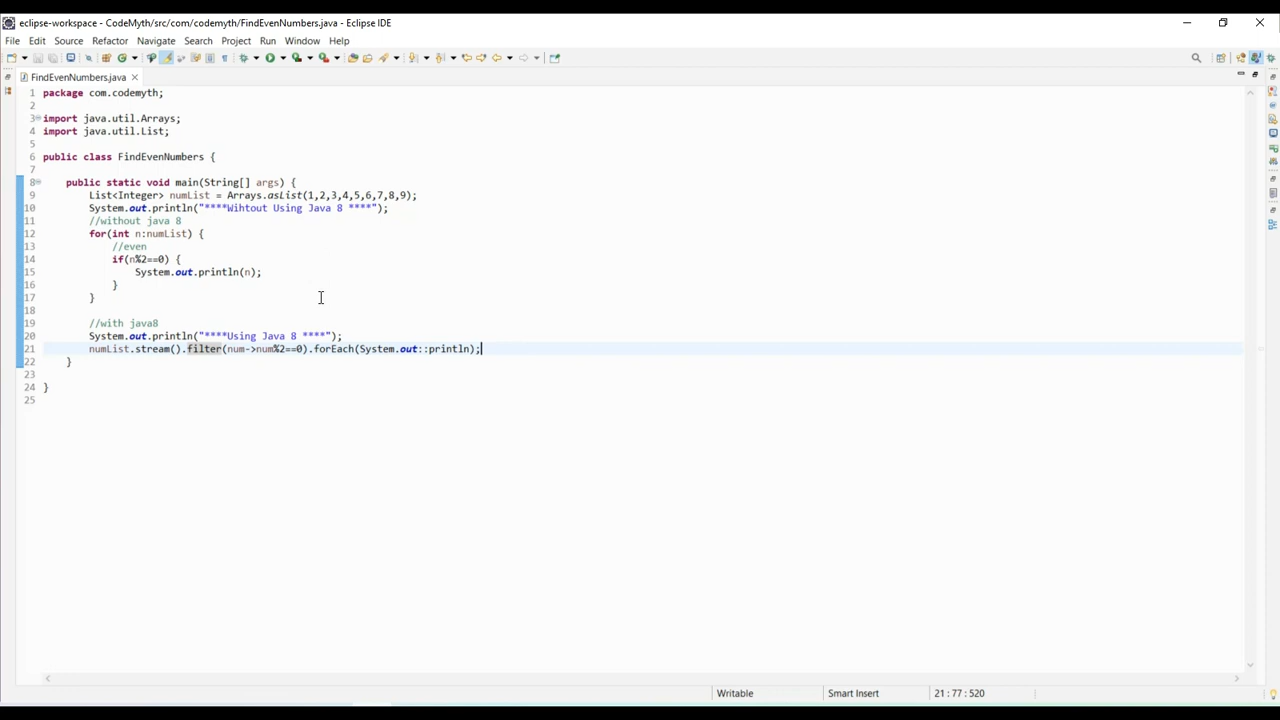 eclipse-workspace - CodeMyth/src/com/codemyth/FindEvenNumbers.java - Eclipse IDE
File Edit Source Refactor Navigate Search Project Run Window Help
FindEvenNumbers.java
1 package com.codemyth;
2
3 import java.util.Arrays;
4 import java.util.List;
5
6 public class FindEvenNumbers {
7
8 public static void main(String[] args) {
9 List<Integer> numList = Arrays.asList(1,2,3,4,5,6,7,8,9);
10 System.out.println("****Wihtout Using Java 8 ****");
11 //without java 8
12 for(int n:numList) {
13 //even
14 if(n%2==0) {
15 System.out.println(n);
16 }
17 }
18
19 //with java8
20 System.out.println("****Using Java 8 ****");
21 numList.stream().filter(num->num%2==0).forEach(System.out::println);
22 }
23
24 }
25
Writable Smart Insert 21 : 77 : 520